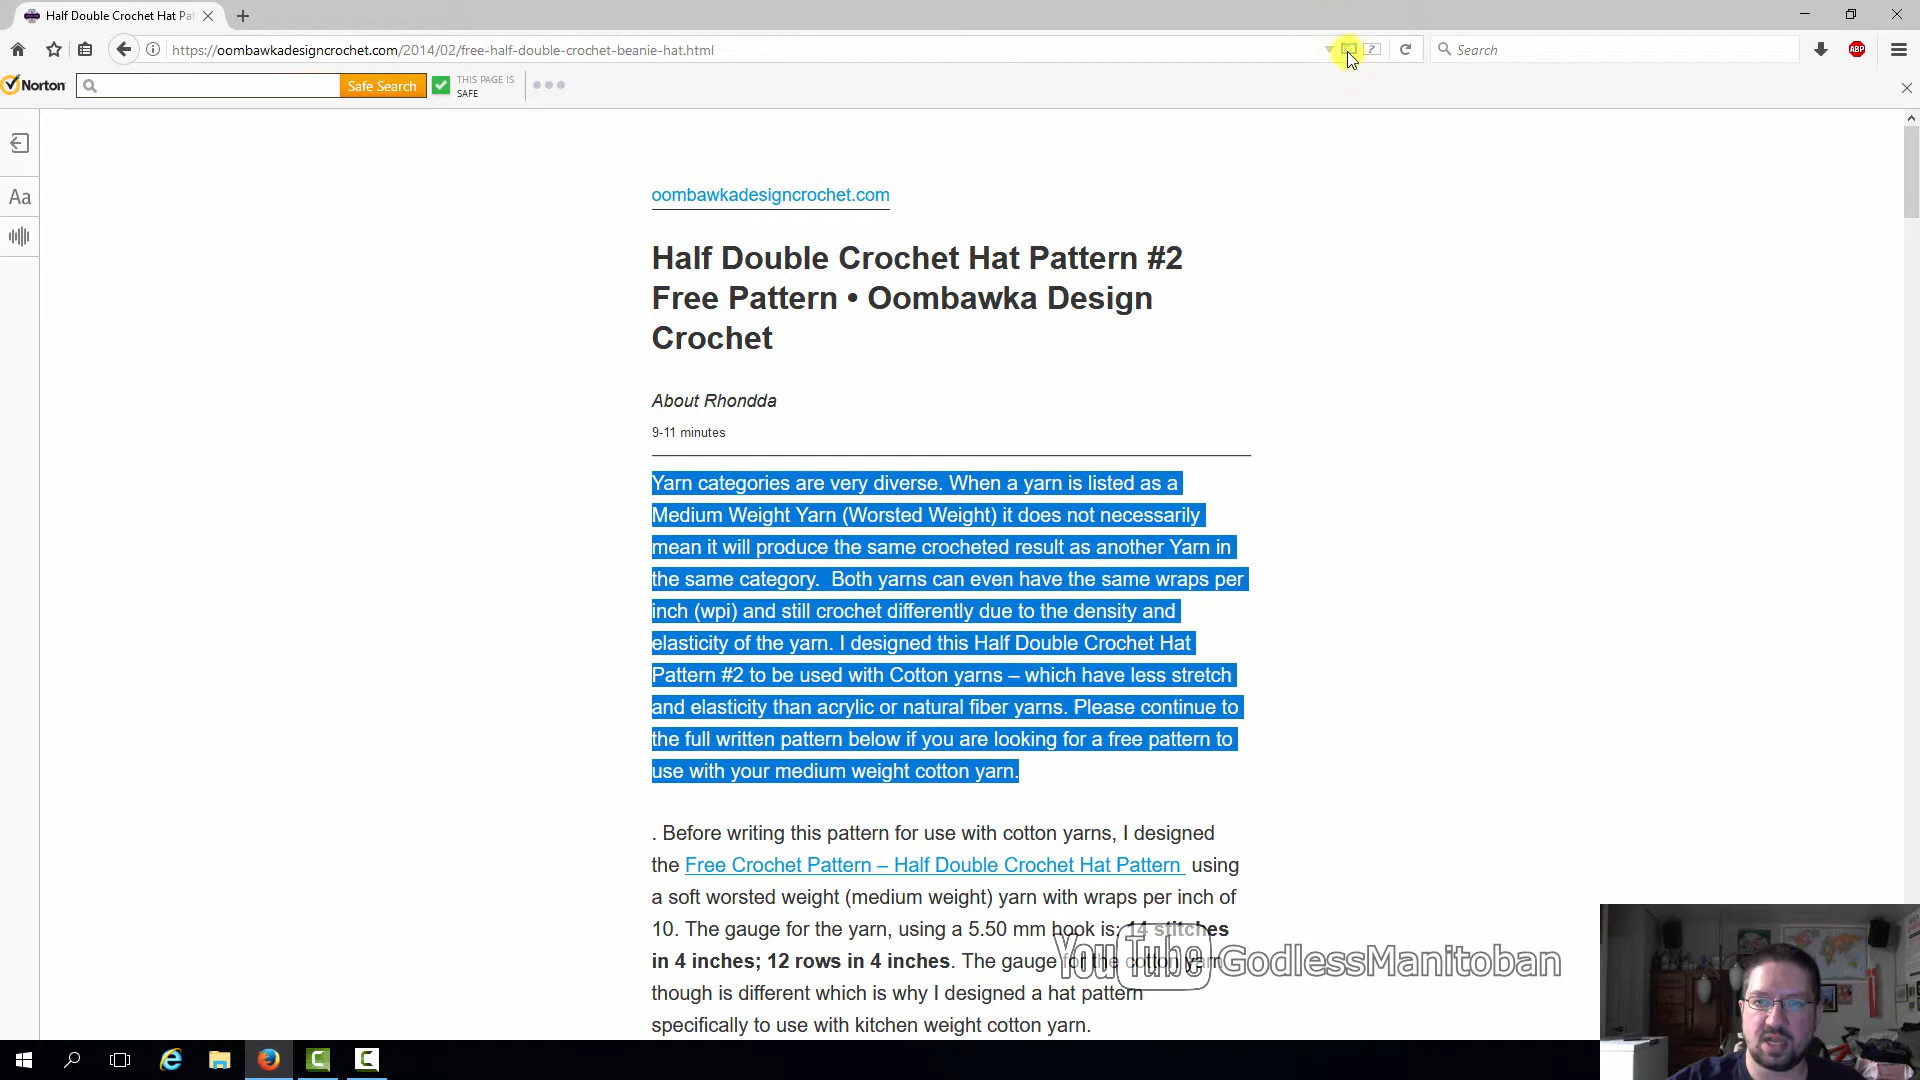 Half Double Crochet Hat Pat
https://oombawkadesigncrochet.com/2014/02/free-half-double-crochet-beanie-hat.html
Search
ABP
Norton
Safe Search
THIS PAGE IS
SAFE
Aa
oombawkadesigncrochet.com
Half Double Crochet Hat Pattern #2
Free Pattern • Oombawka Design
Crochet
About Rhondda
9-11 minutes
Yarn categories are very diverse. When a yarn is listed as a
Medium Weight Yarn (Worsted Weight) it does not necessarily
mean it will produce the same crocheted result as another Yarn in
the same category.  Both yarns can even have the same wraps per
inch (wpi) and still crochet differently due to the density and
elasticity of the yarn. I designed this Half Double Crochet Hat
Pattern #2 to be used with Cotton yarns – which have less stretch
and elasticity than acrylic or natural fiber yarns. Please continue to
the full written pattern below if you are looking for a free pattern to
use with your medium weight cotton yarn.
. Before writing this pattern for use with cotton yarns, I designed
the Free Crochet Pattern – Half Double Crochet Hat Pattern  using
a soft worsted weight (medium weight) yarn with wraps per inch of
10. The gauge for the yarn, using a 5.50 mm hook is: 14 stitches
in 4 inches; 12 rows in 4 inches. The gauge for the cotton yarn
though is different which is why I designed a hat pattern
specifically to use with kitchen weight cotton yarn.
YouTube GodlessManitoban